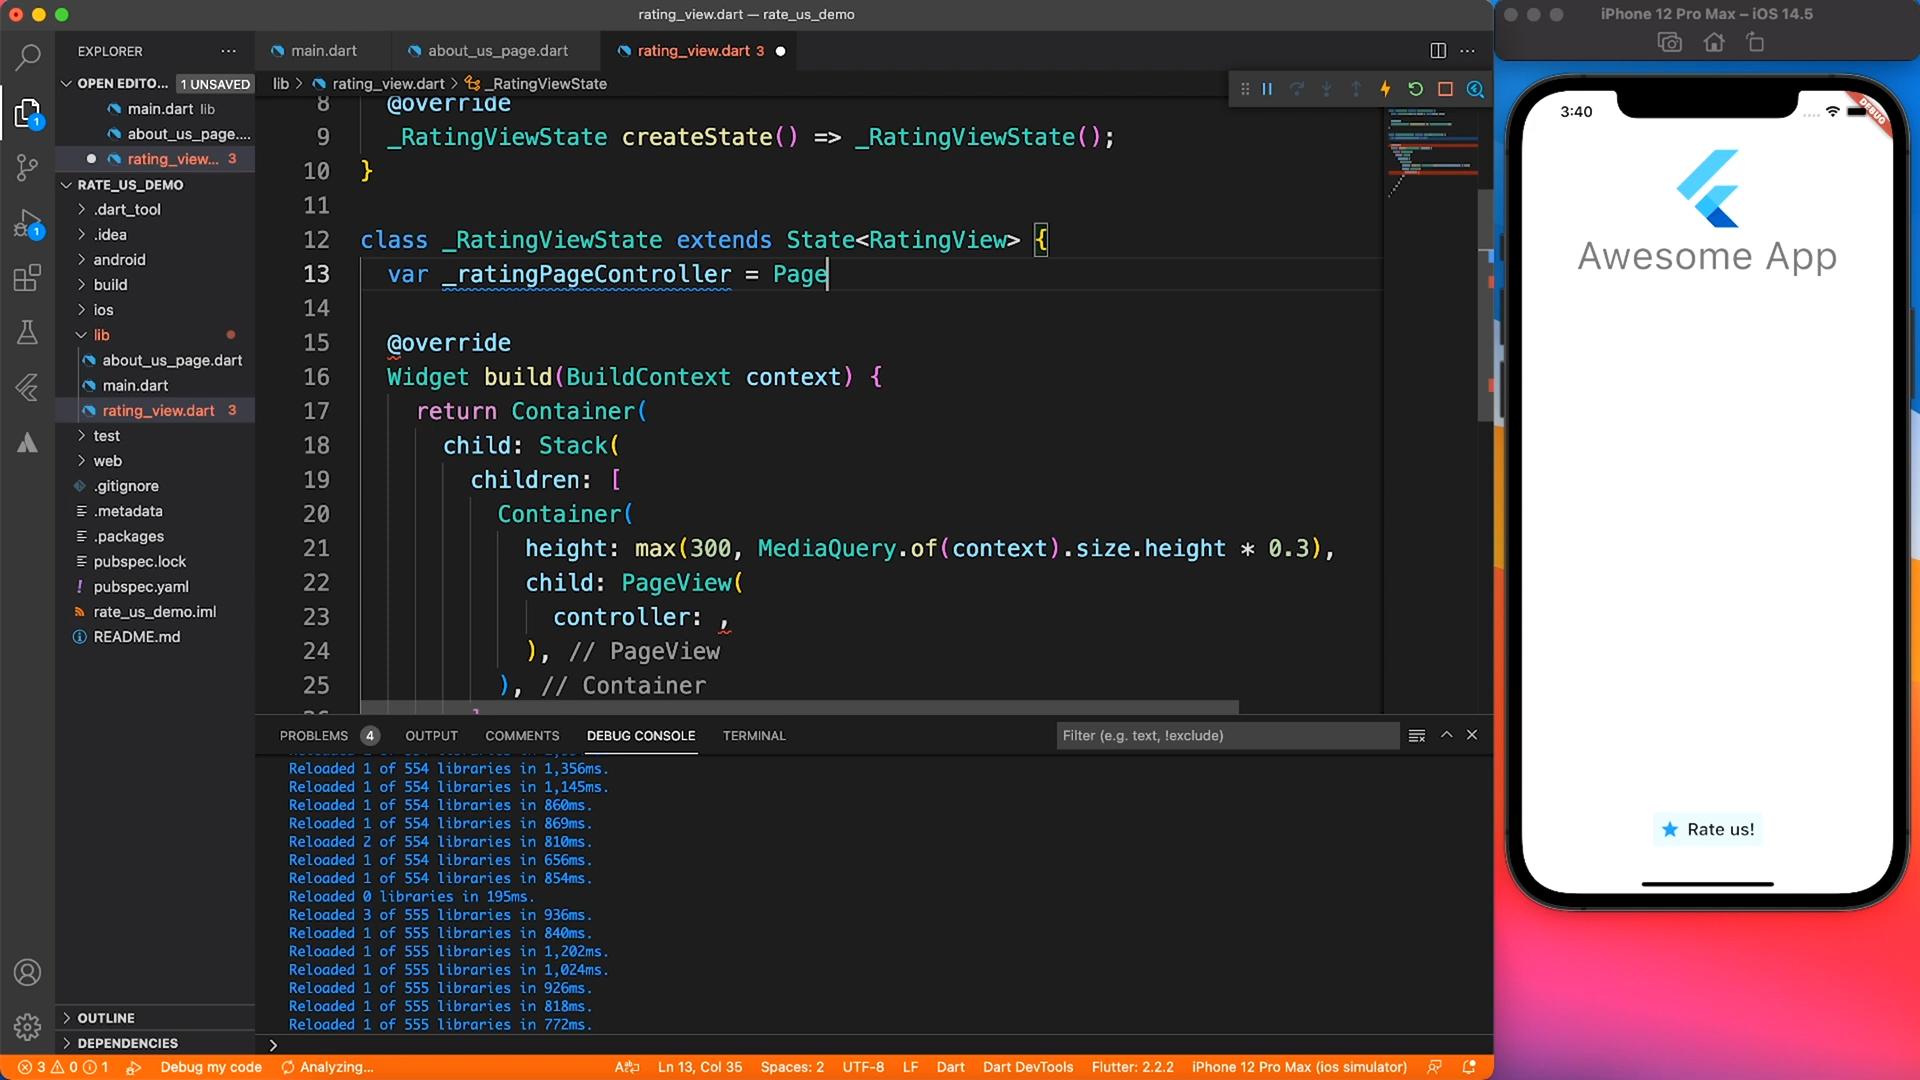 rating_view.dart — rate_us_demo
iPhone 12 Pro Max – iOS 14.5
EXPLORER
main.dart
about_us_page.dart
rating_view.dart 3
OPEN EDITO... 1 UNSAVED
main.dart lib
about_us_page....
rating_view... 3
RATE_US_DEMO
.dart_tool
.idea
android
build
ios
lib
about_us_page.dart
main.dart
rating_view.dart 3
test
web
.gitignore
.metadata
.packages
pubspec.lock
pubspec.yaml
rate_us_demo.iml
README.md
OUTLINE
DEPENDENCIES
lib > rating_view.dart > _RatingViewState
8 @override
9 _RatingViewState createState() => _RatingViewState();
10 }
11
12 class _RatingViewState extends State<RatingView> {
13 var _ratingPageController = Page
14
15 @override
16 Widget build(BuildContext context) {
17 return Container(
18 child: Stack(
19 children: [
20 Container(
21 height: max(300, MediaQuery.of(context).size.height * 0.3),
22 child: PageView(
23 controller: ,
24 ), // PageView
25 ), // Container
PROBLEMS 4 OUTPUT COMMENTS DEBUG CONSOLE TERMINAL
Filter (e.g. text, !exclude)
Reloaded 1 of 554 libraries in 1,356ms.
Reloaded 1 of 554 libraries in 1,145ms.
Reloaded 1 of 554 libraries in 860ms.
Reloaded 1 of 554 libraries in 869ms.
Reloaded 2 of 554 libraries in 810ms.
Reloaded 1 of 554 libraries in 656ms.
Reloaded 1 of 554 libraries in 854ms.
Reloaded 0 libraries in 195ms.
Reloaded 3 of 555 libraries in 936ms.
Reloaded 1 of 555 libraries in 840ms.
Reloaded 1 of 555 libraries in 1,202ms.
Reloaded 1 of 555 libraries in 1,024ms.
Reloaded 1 of 555 libraries in 926ms.
Reloaded 1 of 555 libraries in 818ms.
Reloaded 1 of 555 libraries in 772ms.
3 0 1 Debug my code Analyzing... Ln 13, Col 35 Spaces: 2 UTF-8 LF Dart Dart DevTools Flutter: 2.2.2 iPhone 12 Pro Max (ios simulator)
3:40
DEBUG
Awesome App
Rate us!